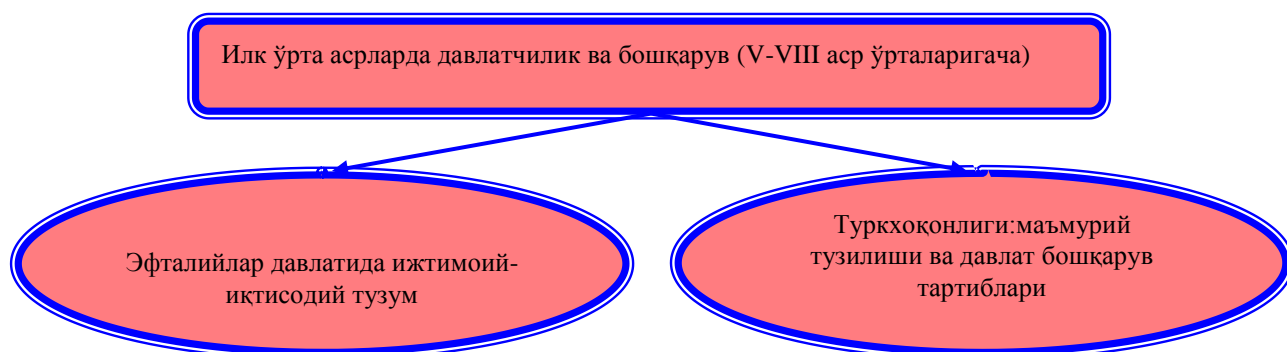 Илк ўрта асрларда давлатчилик ва бошқарув (V-VIII аср ўрталаригача)
Эфталийлар давлатида ижтимоий-
иқтисодий тузум
Туркхоқонлиги:маъмурий
тузилиши ва давлат бошқарув
тартиблари